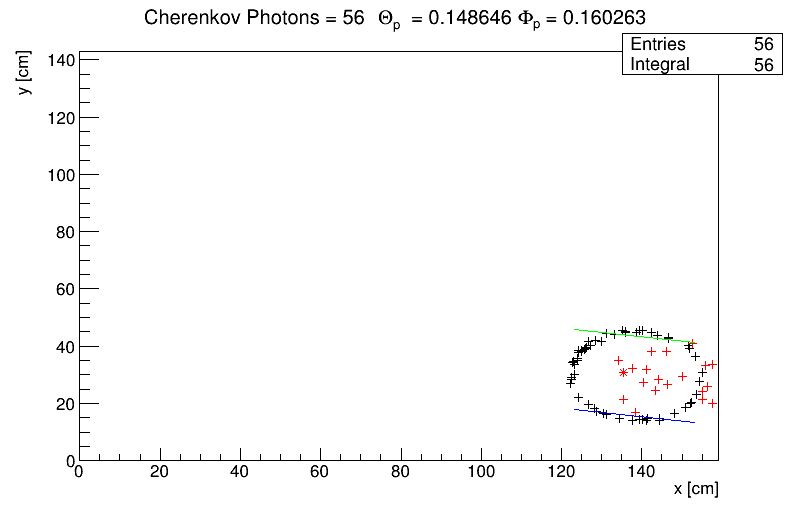 Cherenkov Photons = 56 Θp = 0.148646 Φp = 0.160263
Entries 56
Integral 56
y [cm]
140
120
100
80
60
40
20
0
0 20 40 60 80 100 120 140
x [cm]